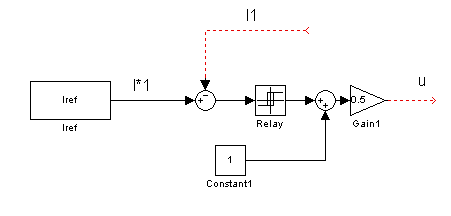 I1
I*1
u
Iref
0.5
Iref
Relay
Gain1
1
Constant1